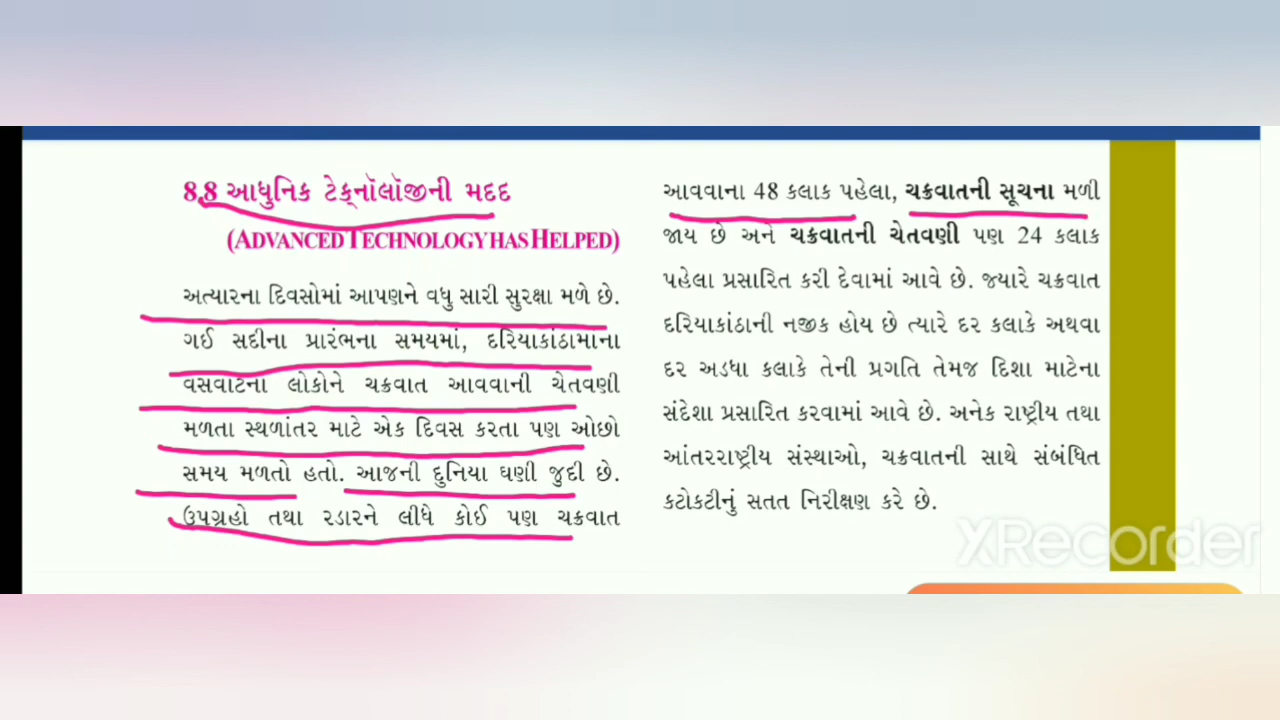 8.8 આધુનિક ટેક્નૉલૉજીની મદદ
(ADVANCED TECHNOLOGY HAS HELPED)
અત્યારના દિવસોમાં આપણને વધુ સારી સુરક્ષા મળે છે.
ગઈ સદીના પ્રારંભના સમયમાં, દરિયાકાંઠામાના
વસવાટના લોકોને ચક્રવાત આવવાની ચેતવણી
મળતા સ્થળાંતર માટે એક દિવસ કરતા પણ ઓછો
સમય મળતો હતો. આજની દુનિયા ઘણી જુદી છે.
ઉપગ્રહો તથા રડારને લીધે કોઈ પણ ચક્રવાત
આવવાના 48 કલાક પહેલા, ચક્રવાતની સૂચના મળી
જાય છે અને ચક્રવાતની ચેતવણી પણ 24 કલાક
પહેલા પ્રસારિત કરી દેવામાં આવે છે. જ્યારે ચક્રવાત
દરિયાકાંઠાની નજીક હોય છે ત્યારે દર કલાકે અથવા
દર અડધા કલાકે તેની પ્રગતિ તેમજ દિશા માટેના
સંદેશા પ્રસારિત કરવામાં આવે છે. અનેક રાષ્ટ્રીય તથા
આંતરરાષ્ટ્રીય સંસ્થાઓ, ચક્રવાતની સાથે સંબંધિત
કટોકટીનું સતત નિરીક્ષણ કરે છે.
XRecorder